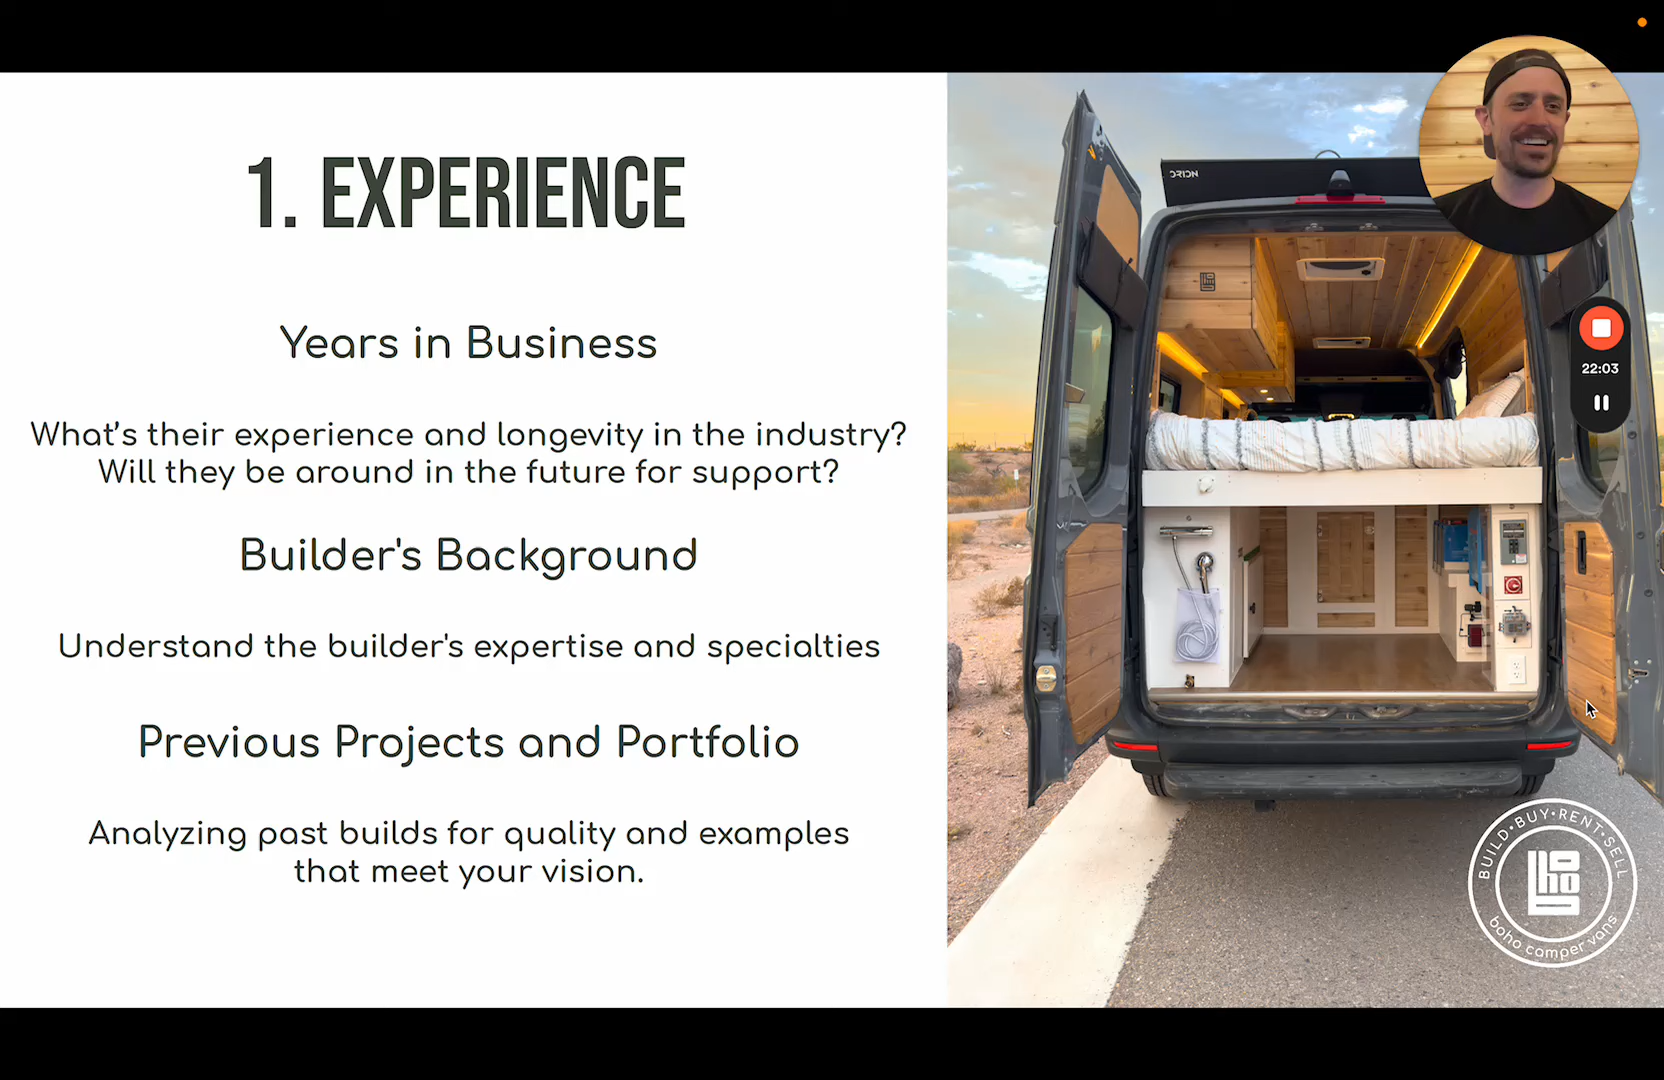 1. EXPERIENCE
Years in Business
What's their experience and longevity in the industry?
Will they be around in the future for support?
Builder's Background
Understand the builder's expertise and specialties
Previous Projects and Portfolio
Analyzing past builds for quality and examples
that meet your vision.
ORION
22:03
BUILD • BUY • RENT • SELL
boho
boho camper vans